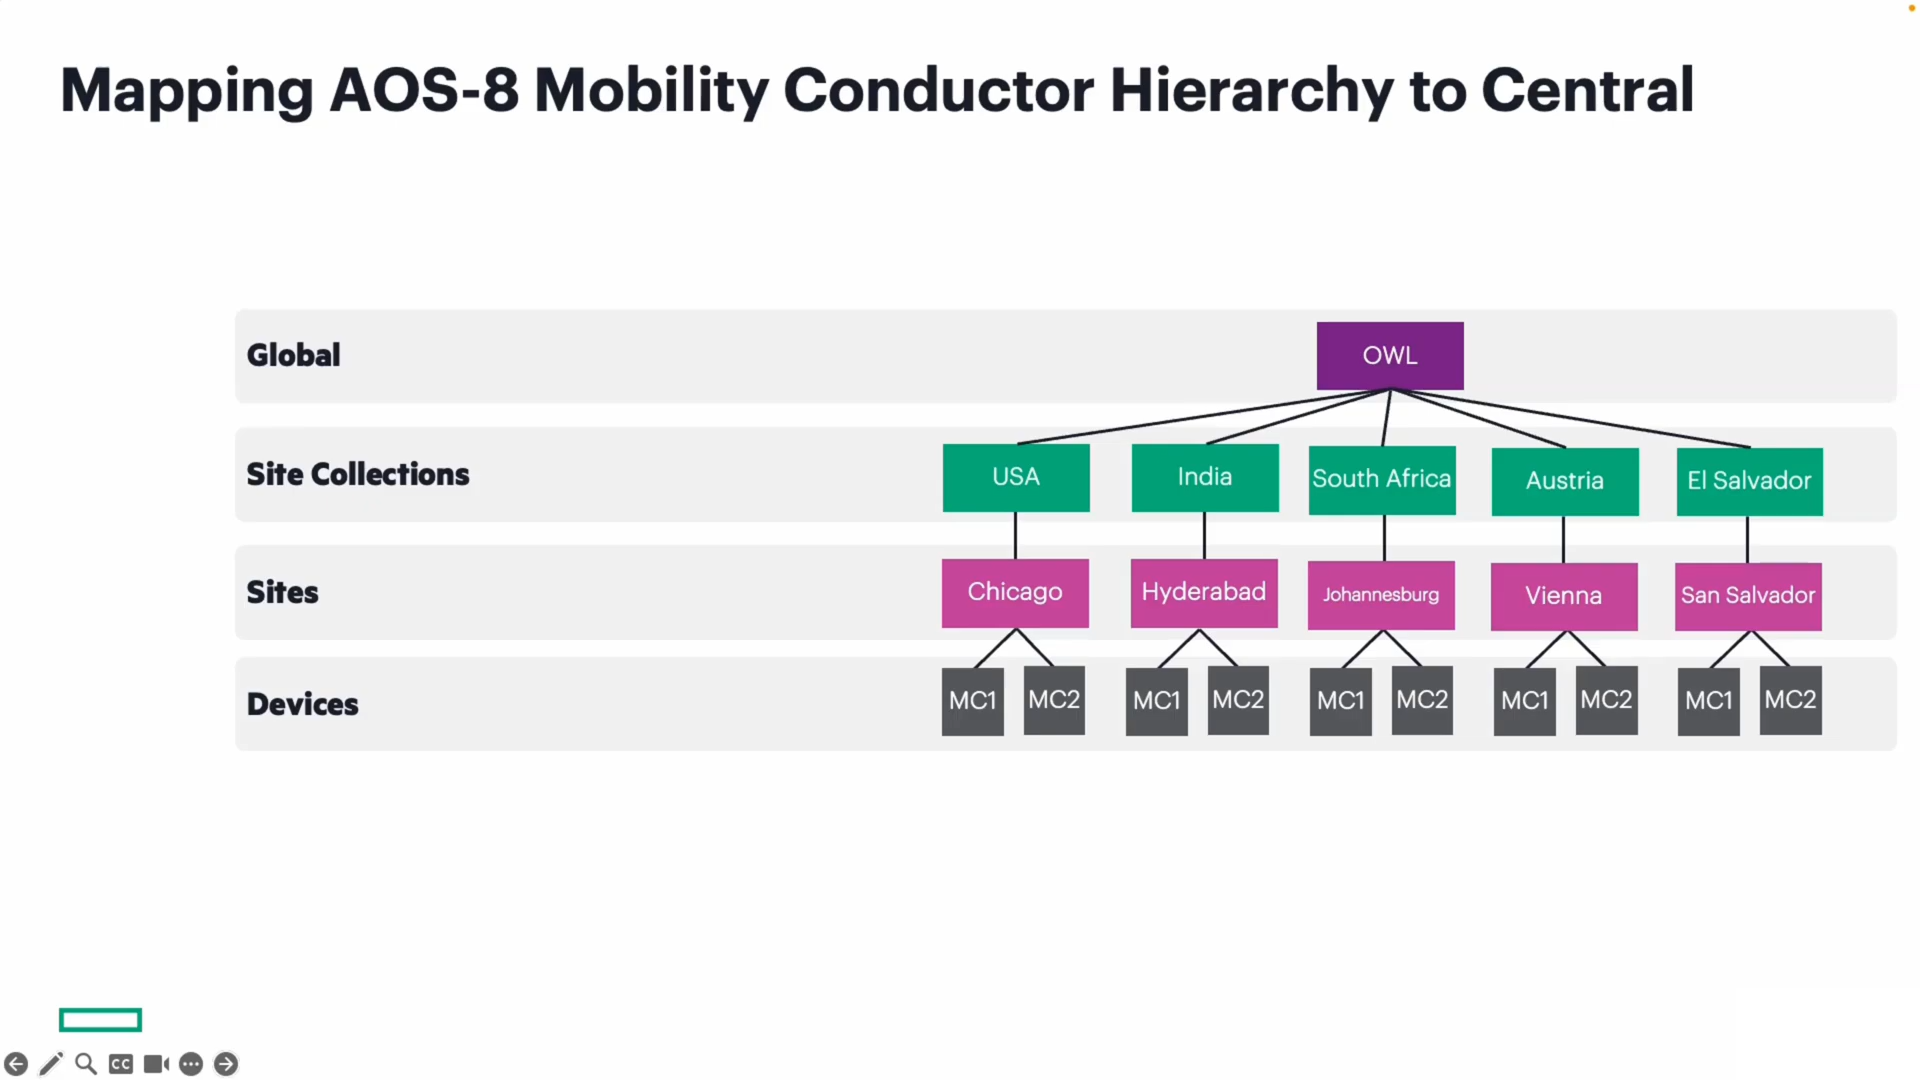 Mapping AOS-8 Mobility Conductor Hierarchy to Central
Global
OWL
Site Collections
USA
India
South Africa
Austria
El Salvador
Sites
Chicago
Hyderabad
Johannesburg
Vienna
San Salvador
Devices
MC1
MC2
MC1
MC2
MC1
MC2
MC1
MC2
MC1
MC2
CC